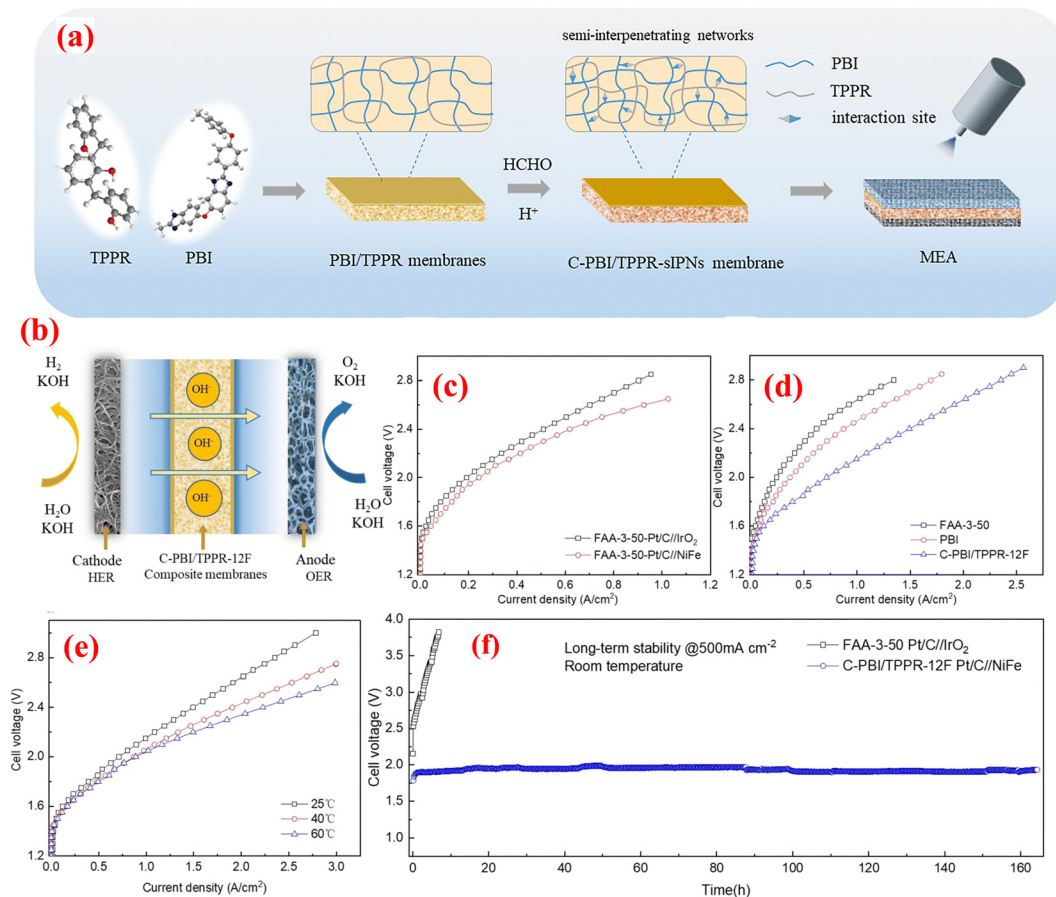 (a)
semi-interpenetrating networks
PBI
TPPR
interaction site
HCHO
H⁺
TPPR
PBI
PBI/TPPR membranes
C-PBI/TPPR-sIPNs membrane
MEA
(b)
H₂
KOH
O₂
KOH
OH⁻
OH⁻
OH⁻
H₂O
KOH
H₂O
KOH
Cathode
HER
C-PBI/TPPR-12F
Composite membranes
Anode
OER
(c)
Cell voltage (V)
2.8
2.4
2.0
1.6
1.2
FAA-3-50-Pt/C//IrO₂
FAA-3-50-Pt/C//NiFe
0.0 0.2 0.4 0.6 0.8 1.0 1.2
Current density (A/cm²)
(d)
Cell voltage (V)
2.8
2.4
2.0
1.6
1.2
FAA-3-50
PBI
C-PBI/TPPR-12F
0.0 0.5 1.0 1.5 2.0 2.5
Current density (A/cm²)
(e)
Cell voltage (V)
2.8
2.4
2.0
1.6
1.2
25℃
40℃
60℃
0.0 0.5 1.0 1.5 2.0 2.5 3.0
Current density (A/cm²)
(f)
Cell voltage (V)
4.0
3.5
3.0
2.5
2.0
1.5
1.0
Long-term stability @500mA cm⁻²
Room temperature
FAA-3-50 Pt/C//IrO₂
C-PBI/TPPR-12F Pt/C//NiFe
0 20 40 60 80 100 120 140 160
Time(h)